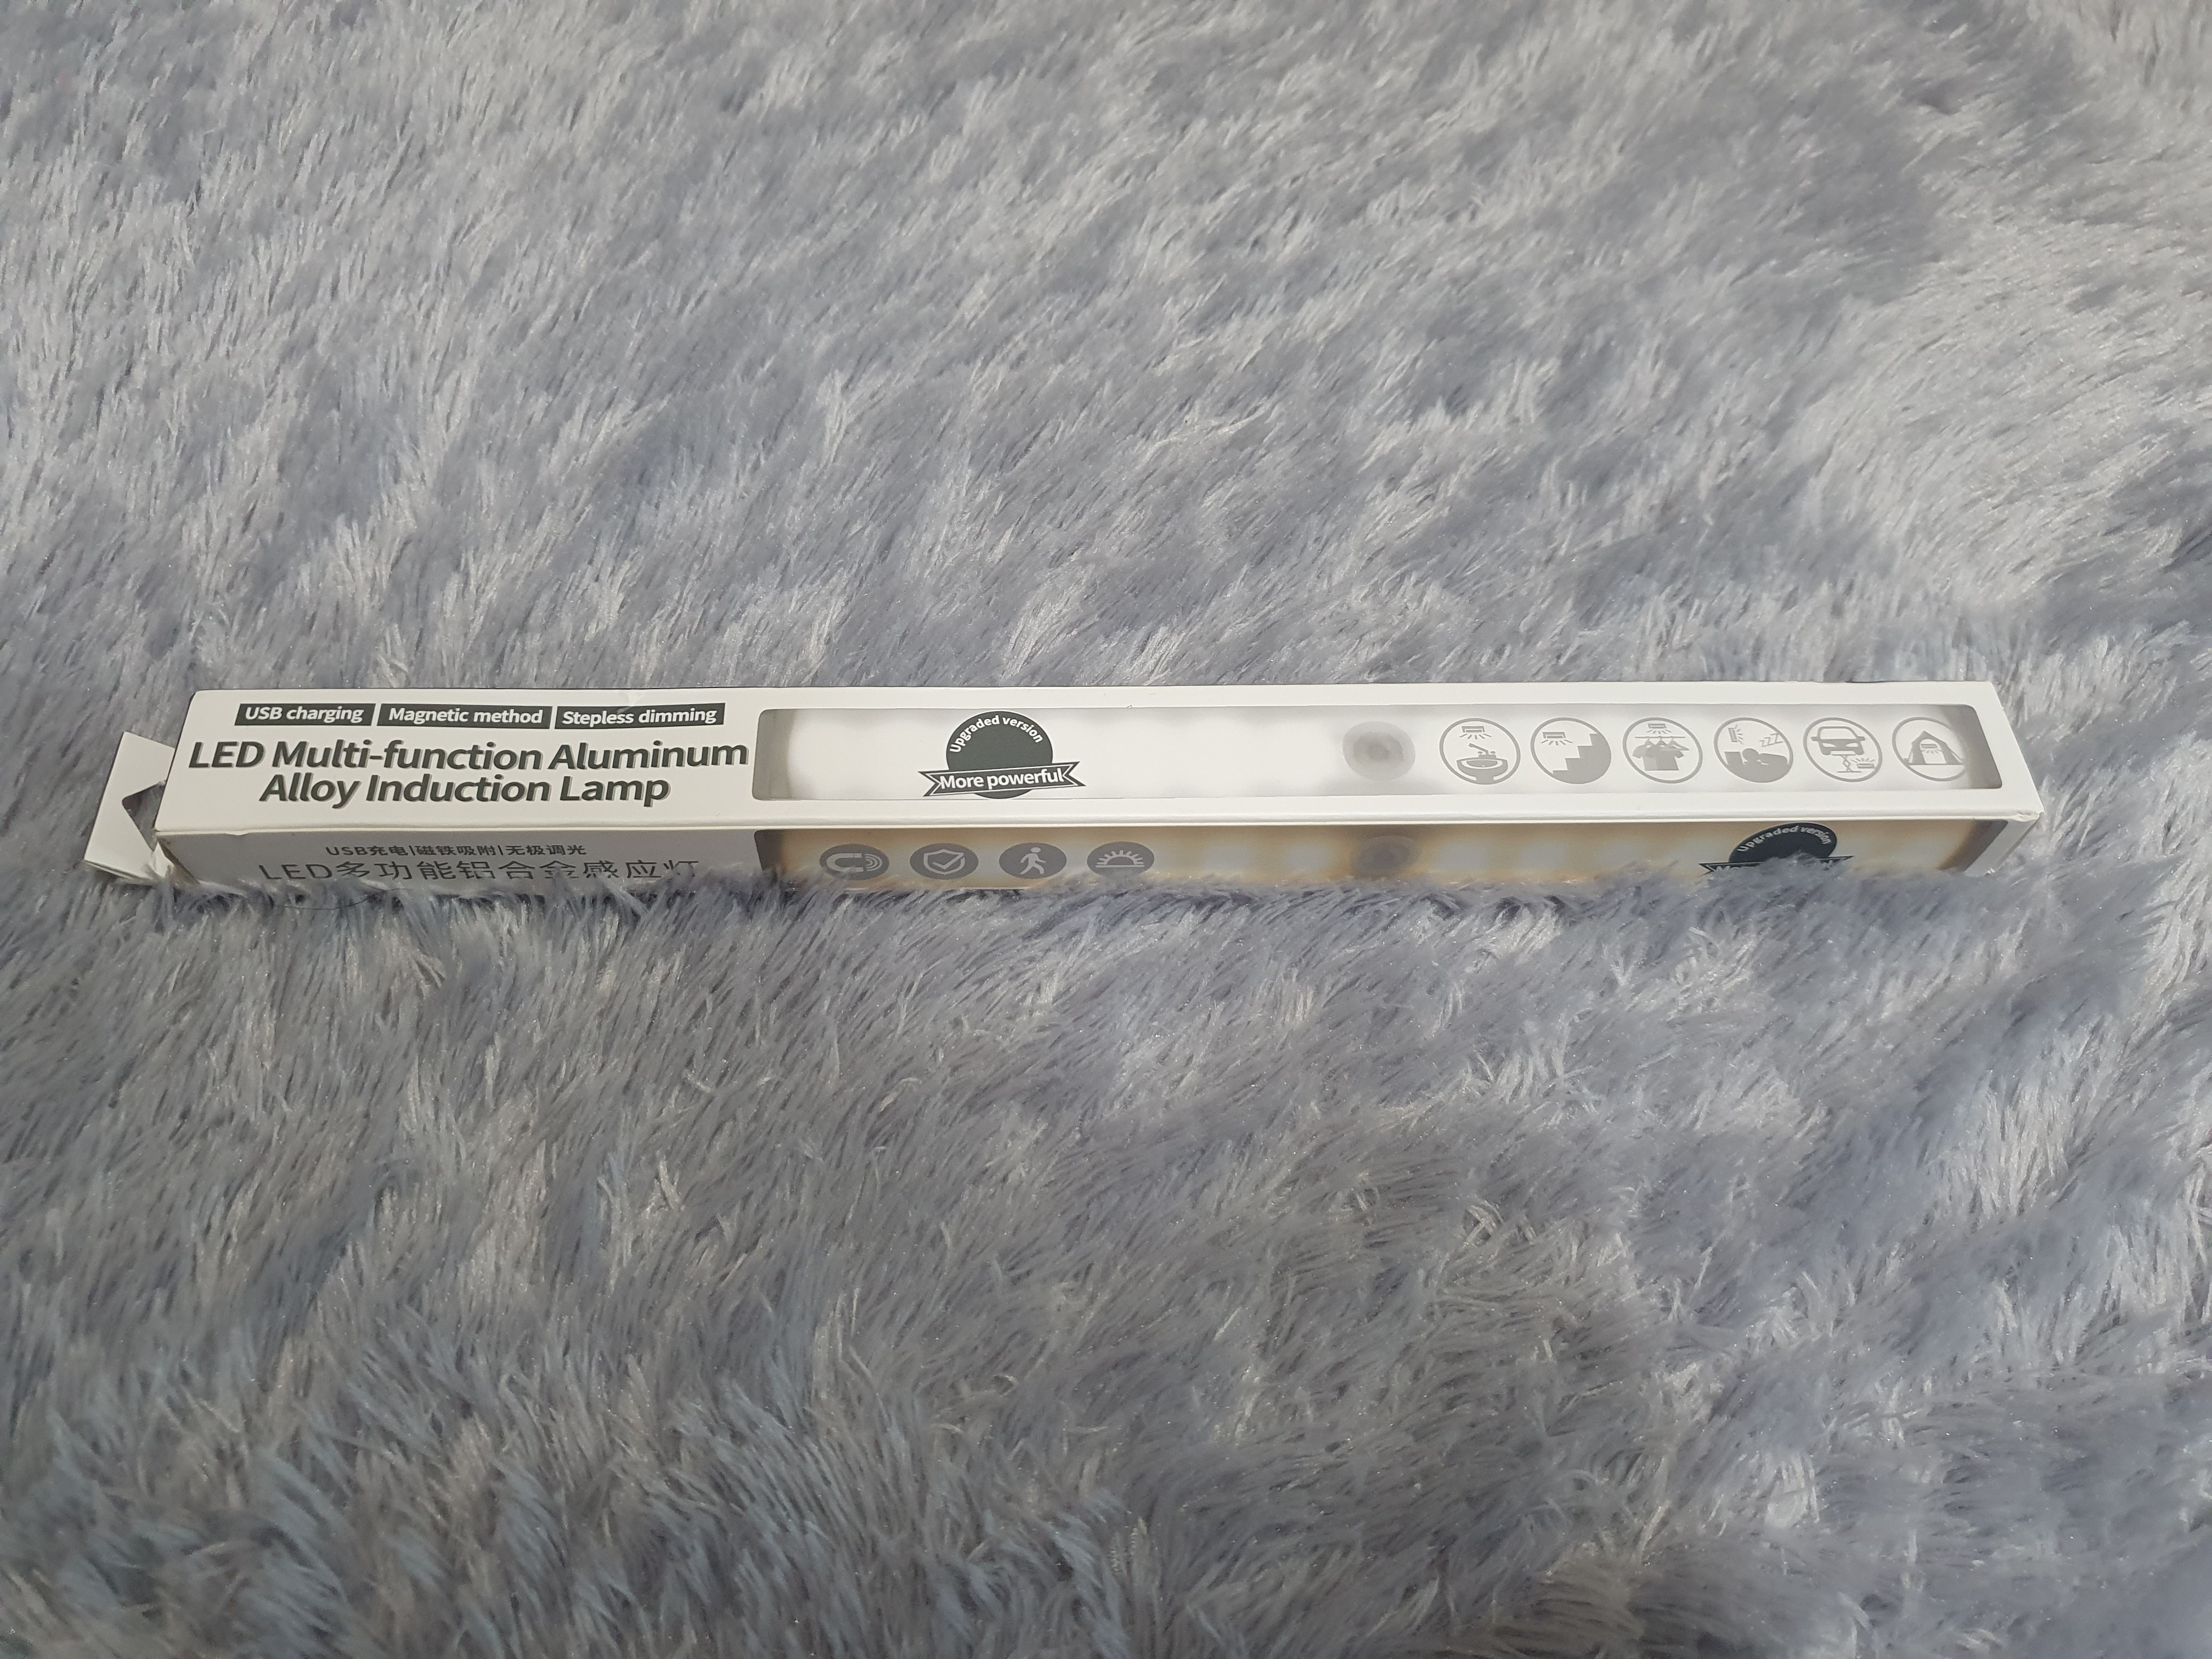 USB charging Magnetic method Stepless dimming
LED Multi-function Aluminum
Alloy Induction Lamp
Upgraded version
More powerful
zZZ
USB充电|磁铁吸附|无极调光
LED多功能铝合金感应灯
Upgraded version